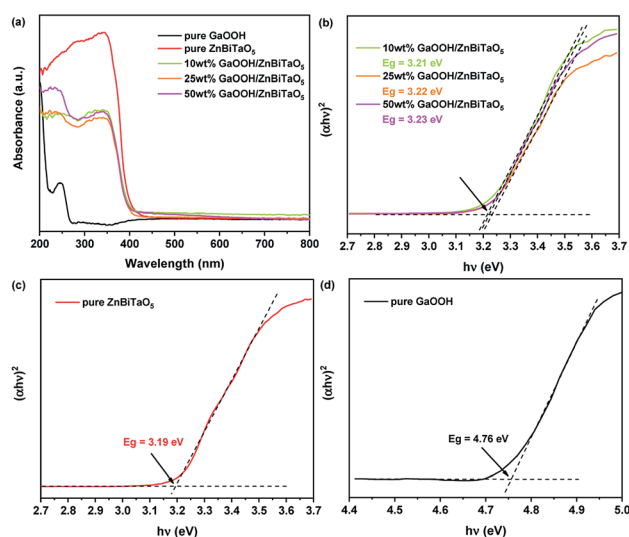 (a)
pure GaOOH
pure ZnBiTaO₅
10wt% GaOOH/ZnBiTaO₅
25wt% GaOOH/ZnBiTaO₅
50wt% GaOOH/ZnBiTaO₅
Absorbance (a.u.)
200 300 400 500 600 700 800
Wavelength (nm)
(b)
10wt% GaOOH/ZnBiTaO₅
Eg = 3.21 eV
25wt% GaOOH/ZnBiTaO₅
Eg = 3.22 eV
50wt% GaOOH/ZnBiTaO₅
Eg = 3.23 eV
(αhν)²
2.7 2.8 2.9 3.0 3.1 3.2 3.3 3.4 3.5 3.6 3.7
hν (eV)
(c)
pure ZnBiTaO₅
(αhν)²
Eg = 3.19 eV
2.7 2.8 2.9 3.0 3.1 3.2 3.3 3.4 3.5 3.6 3.7
hν (eV)
(d)
pure GaOOH
(αhν)²
Eg = 4.76 eV
4.4 4.5 4.6 4.7 4.8 4.9 5.0
hν (eV)